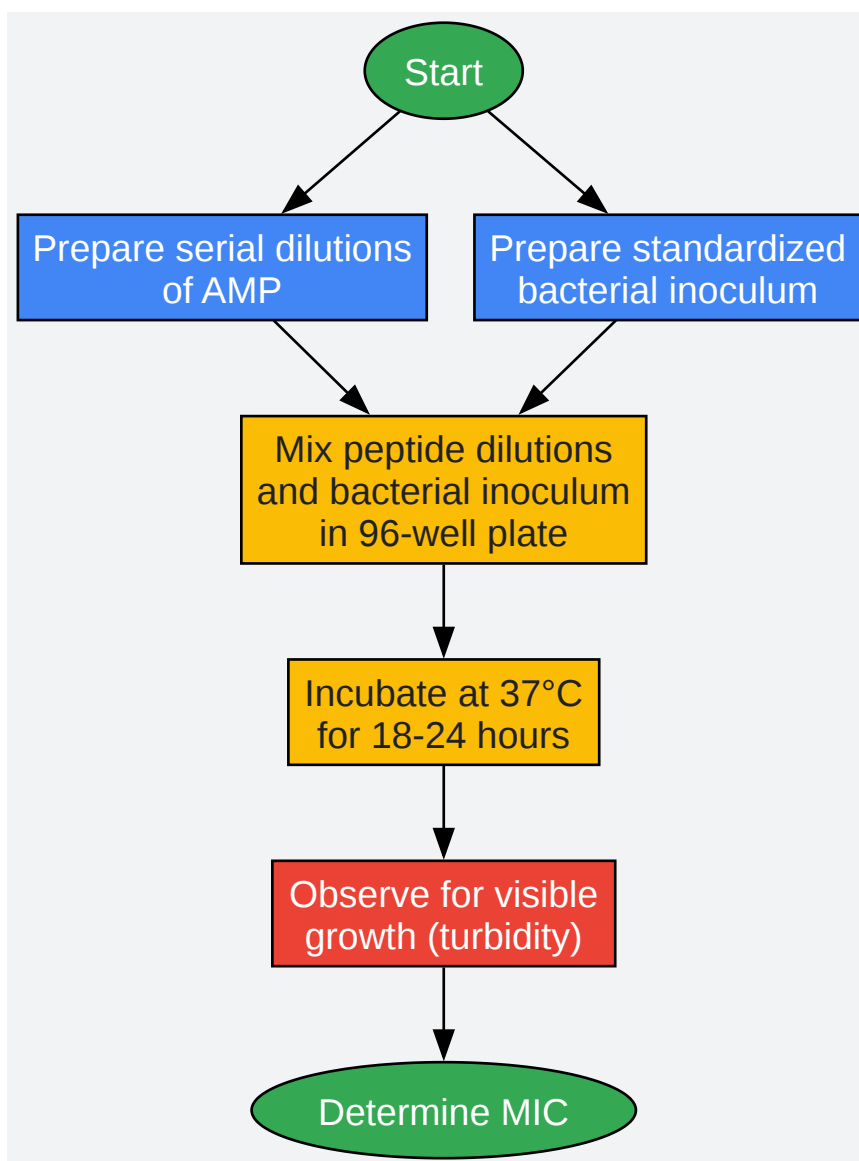 Start
Prepare serial dilutions
of AMP
Prepare standardized
bacterial inoculum
Mix peptide dilutions
and bacterial inoculum
in 96-well plate
Incubate at 37°C
for 18-24 hours
Observe for visible
growth (turbidity)
Determine MIC